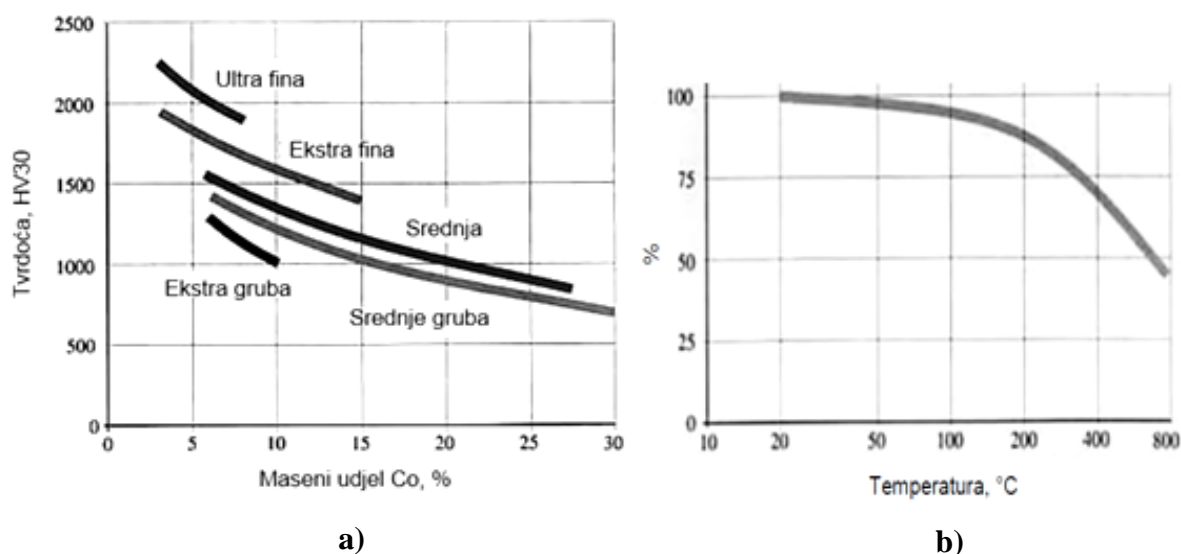 2500
2000
1500
1000
500
0
Tvrdoća, HV30
Ultra fina
Ekstra fina
Srednja
Ekstra gruba
Srednje gruba
0 5 10 15 20 25 30
Maseni udjel Co, %
a)
100
75
50
25
0
%
10 20 50 100 200 400 800
Temperatura, °C
b)